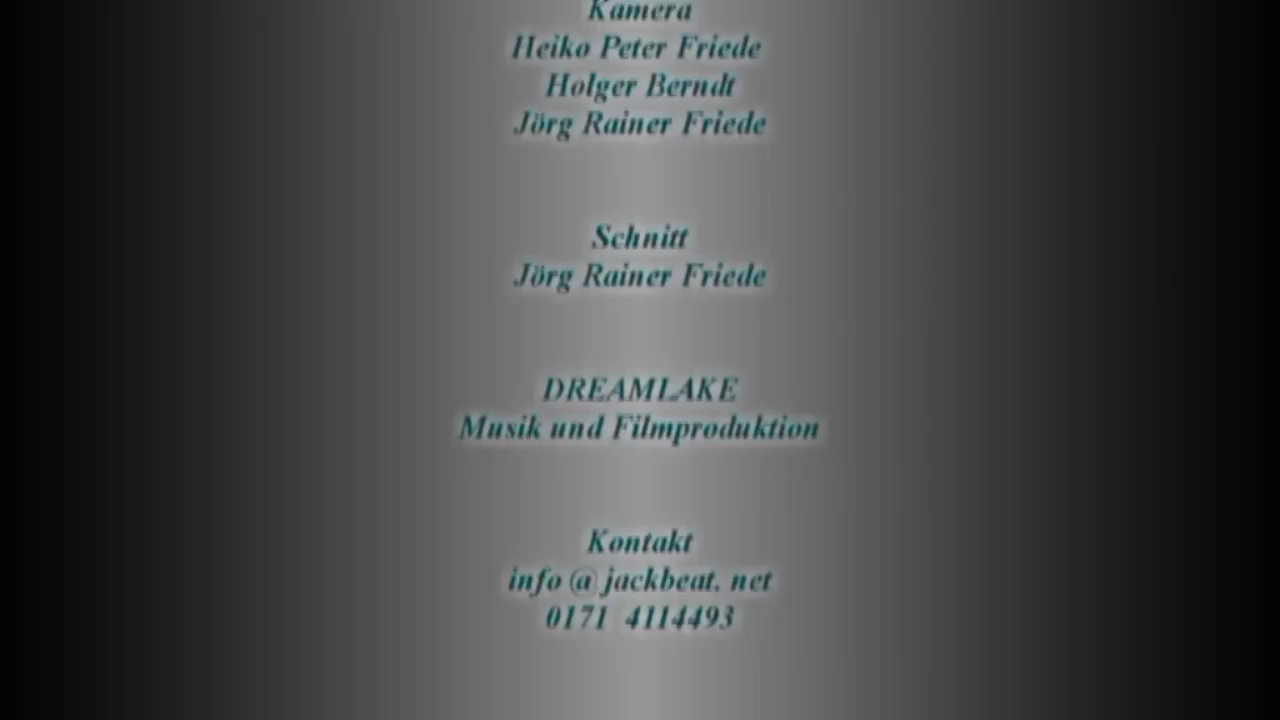 Kamera
Heiko Peter Friede
Holger Berndt
Jörg Rainer Friede
Schnitt
Jörg Rainer Friede
DREAMLAKE
Musik und Filmproduktion
Kontakt
info @ jackbeat. net
0171 4114493